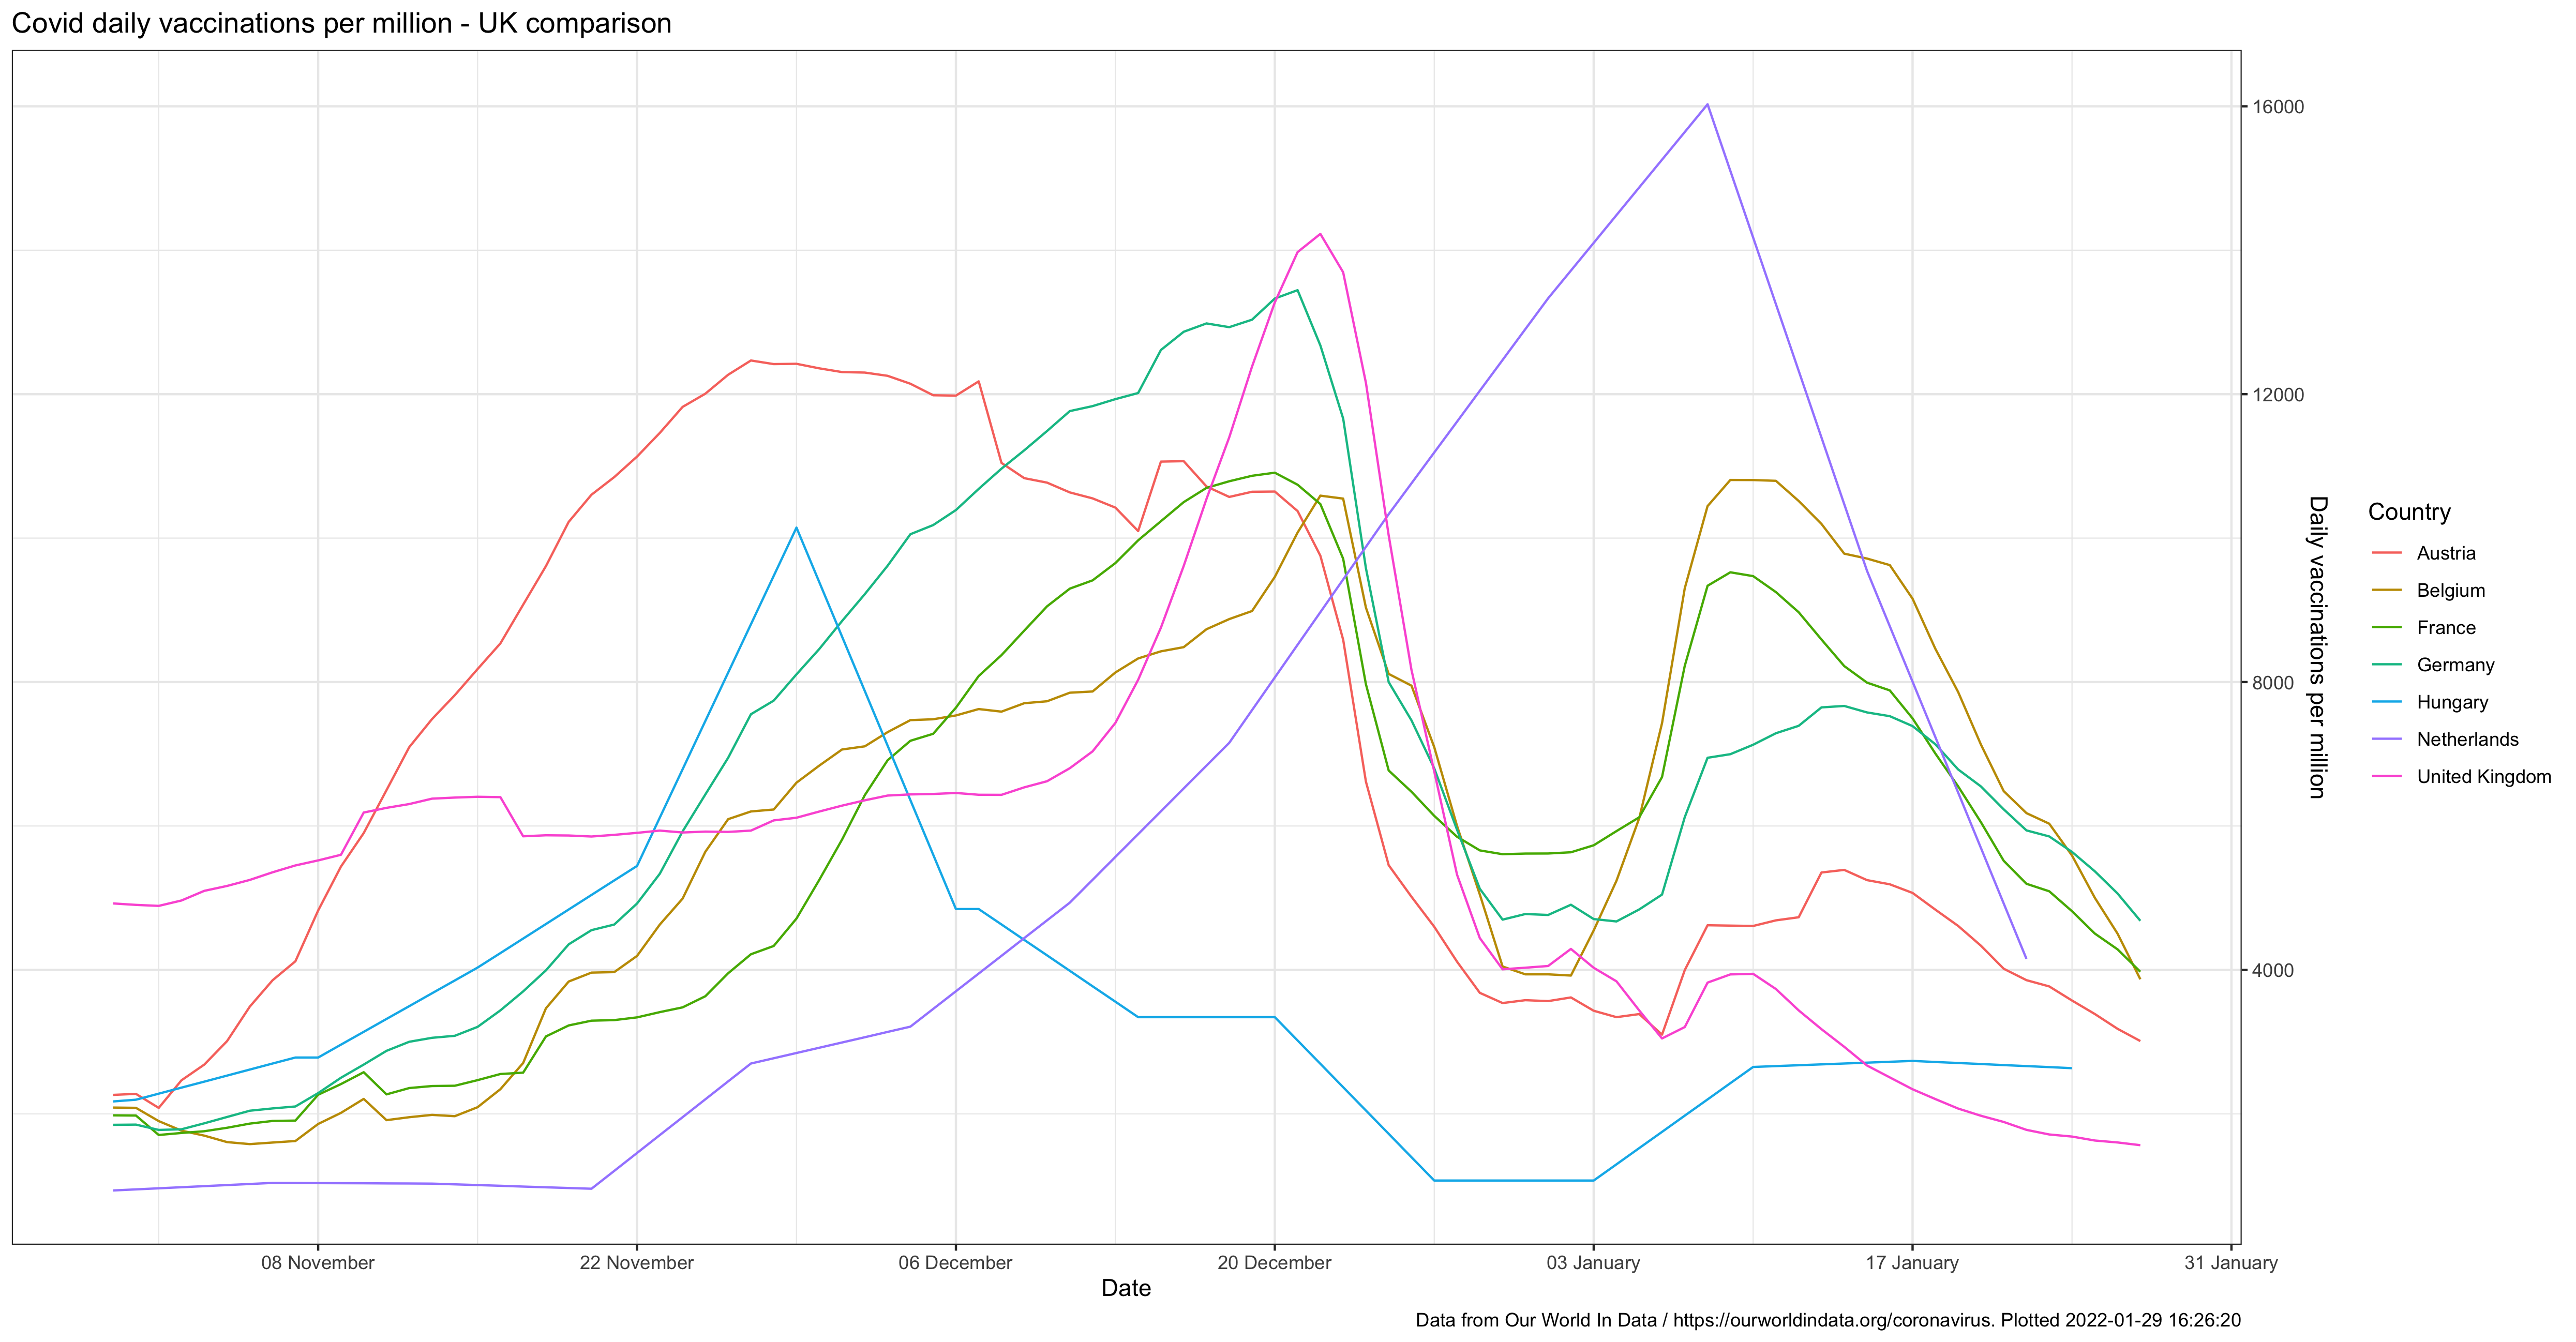 Covid daily vaccinations per million - UK comparison
16000
12000
8000
4000
Daily vaccinations per million
Country
Austria
Belgium
France
Germany
Hungary
Netherlands
United Kingdom
08 November
22 November
06 December
20 December
03 January
17 January
31 January
Date
Data from Our World In Data / https://ourworldindata.org/coronavirus. Plotted 2022-01-29 16:26:20